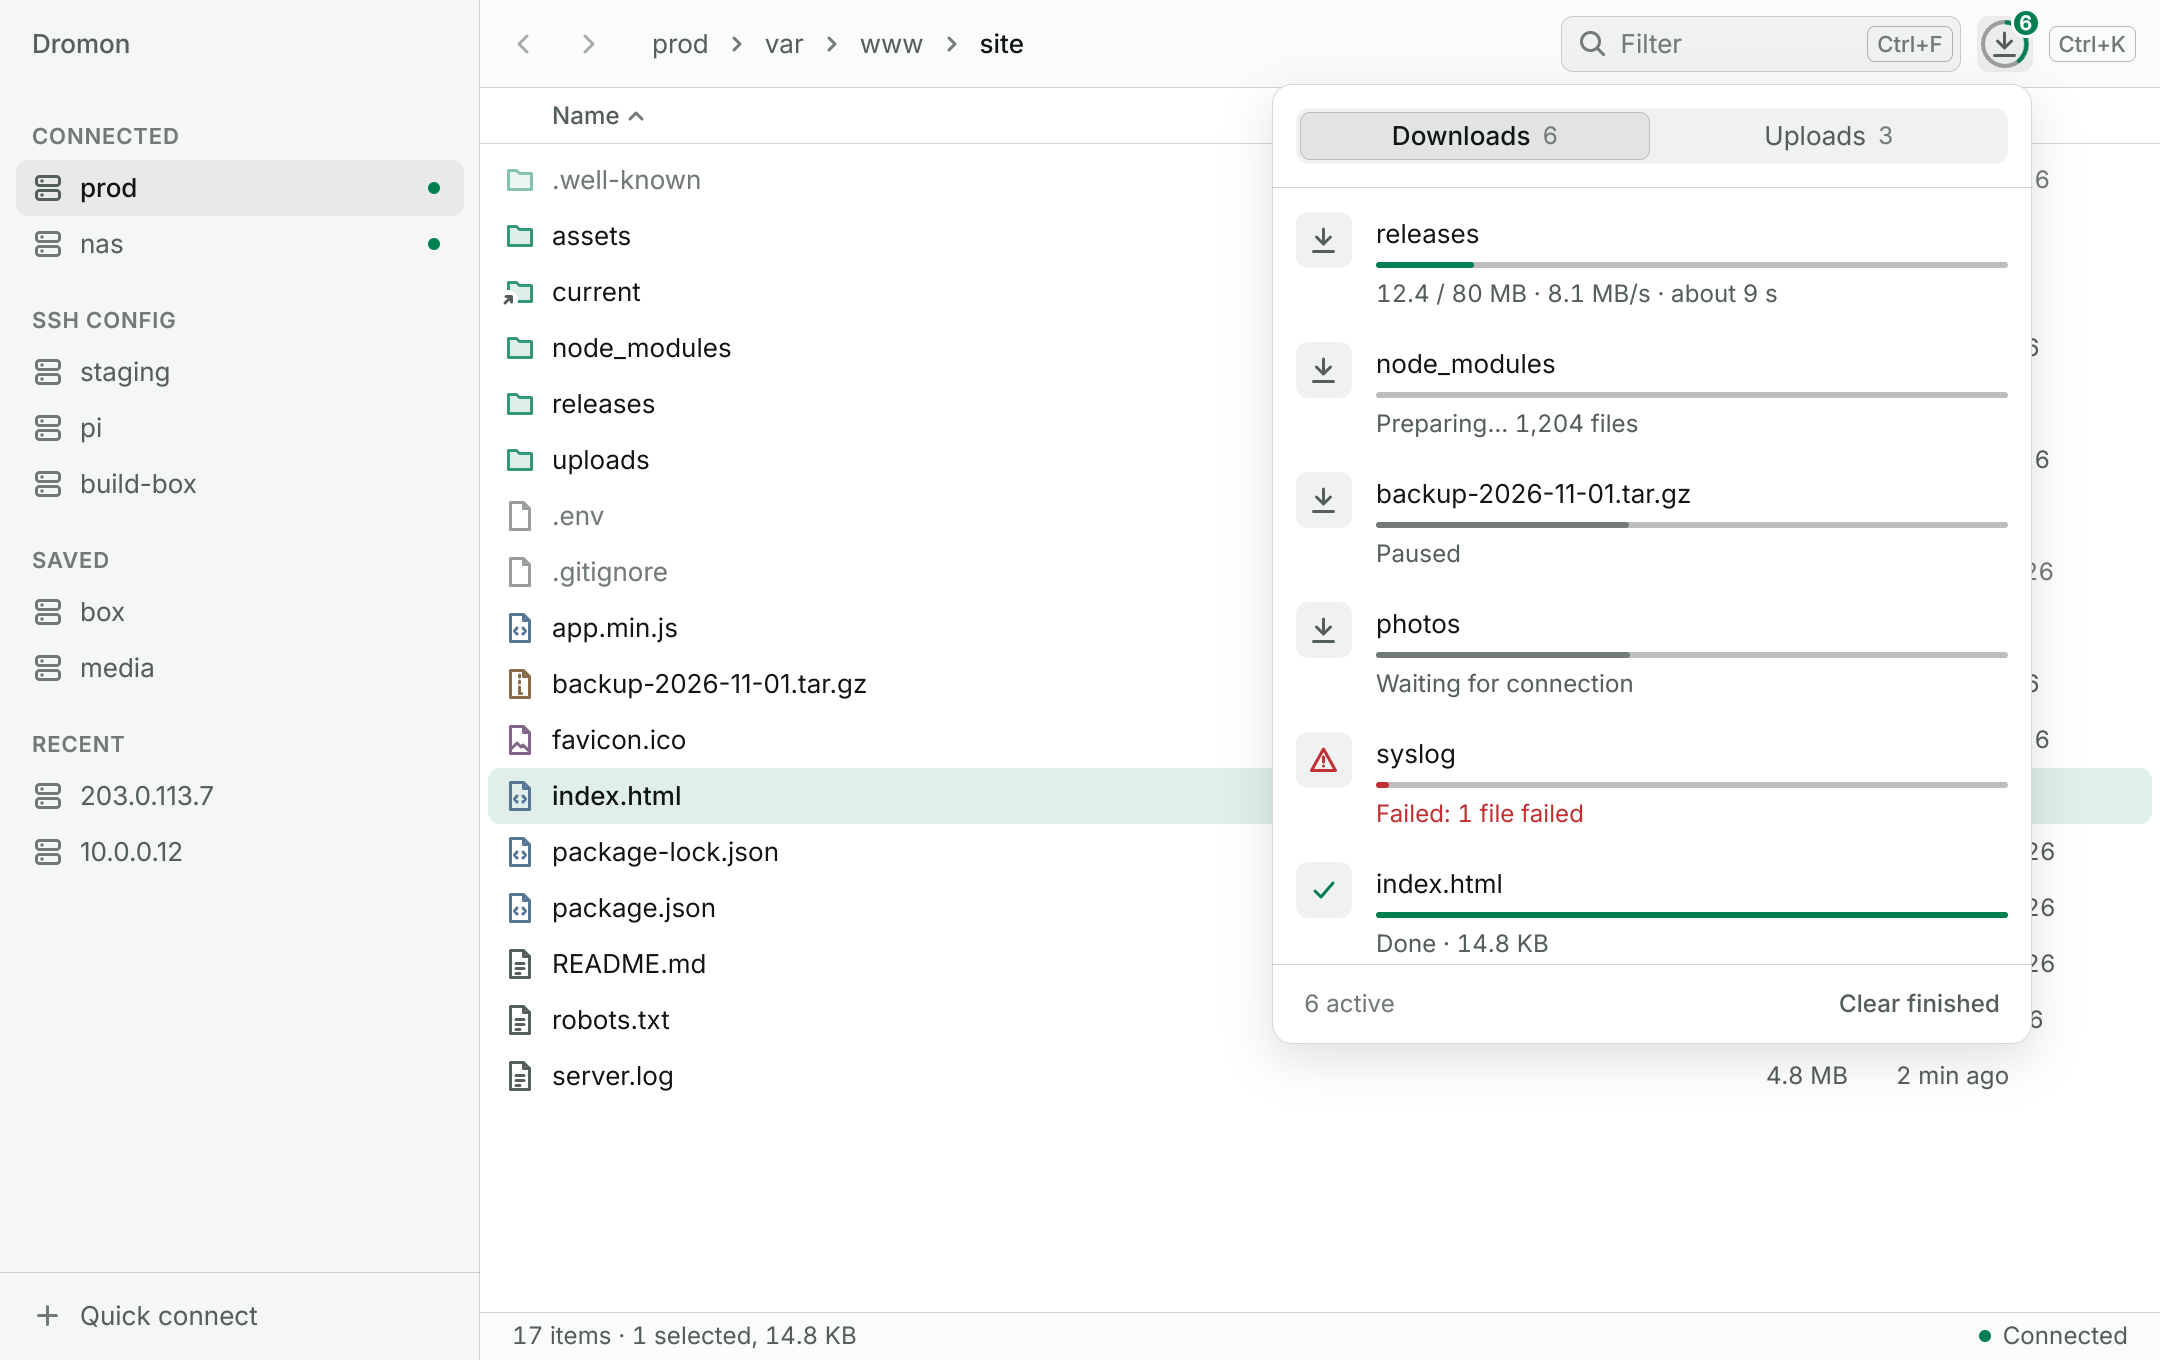 Dromon
CONNECTED
prod
nas
SSH CONFIG
staging
pi
build-box
SAVED
box
media
RECENT
203.0.113.7
10.0.0.12
Quick connect
prod var www site
Filter Ctrl+F
6
Ctrl+K
Name
.well-known
assets
current
node_modules
releases
uploads
.env
.gitignore
app.min.js
backup-2026-11-01.tar.gz
favicon.ico
index.html
package-lock.json
package.json
README.md
robots.txt
server.log 4.8 MB 2 min ago
Downloads 6 Uploads 3
releases
12.4 / 80 MB · 8.1 MB/s · about 9 s
node_modules
Preparing... 1,204 files
backup-2026-11-01.tar.gz
Paused
photos
Waiting for connection
syslog
Failed: 1 file failed
index.html
Done · 14.8 KB
6 active Clear finished
17 items · 1 selected, 14.8 KB
Connected